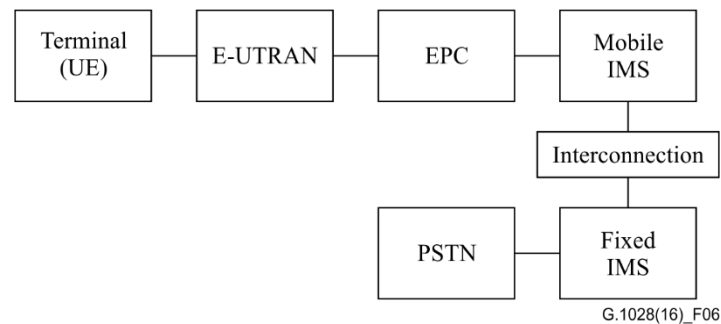 Terminal
(UE)
E-UTRAN
EPC
Mobile
IMS
Interconnection
PSTN
Fixed
IMS
G.1028(16)_F06